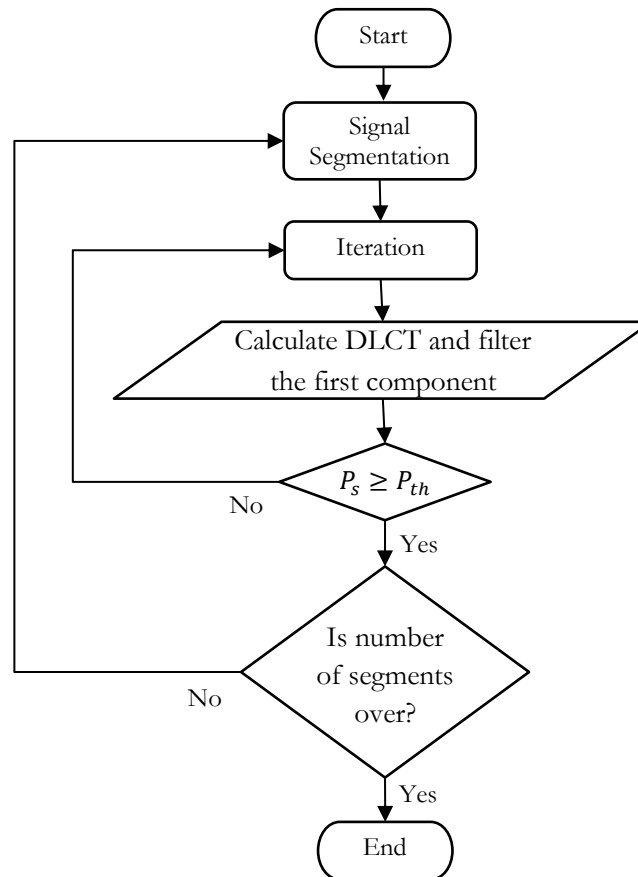 Start
Signal
Segmentation
Iteration
Calculate DLCT and filter
the first component
P_s ≥ P_th
No
Yes
Is number
of segments
over?
No
Yes
End